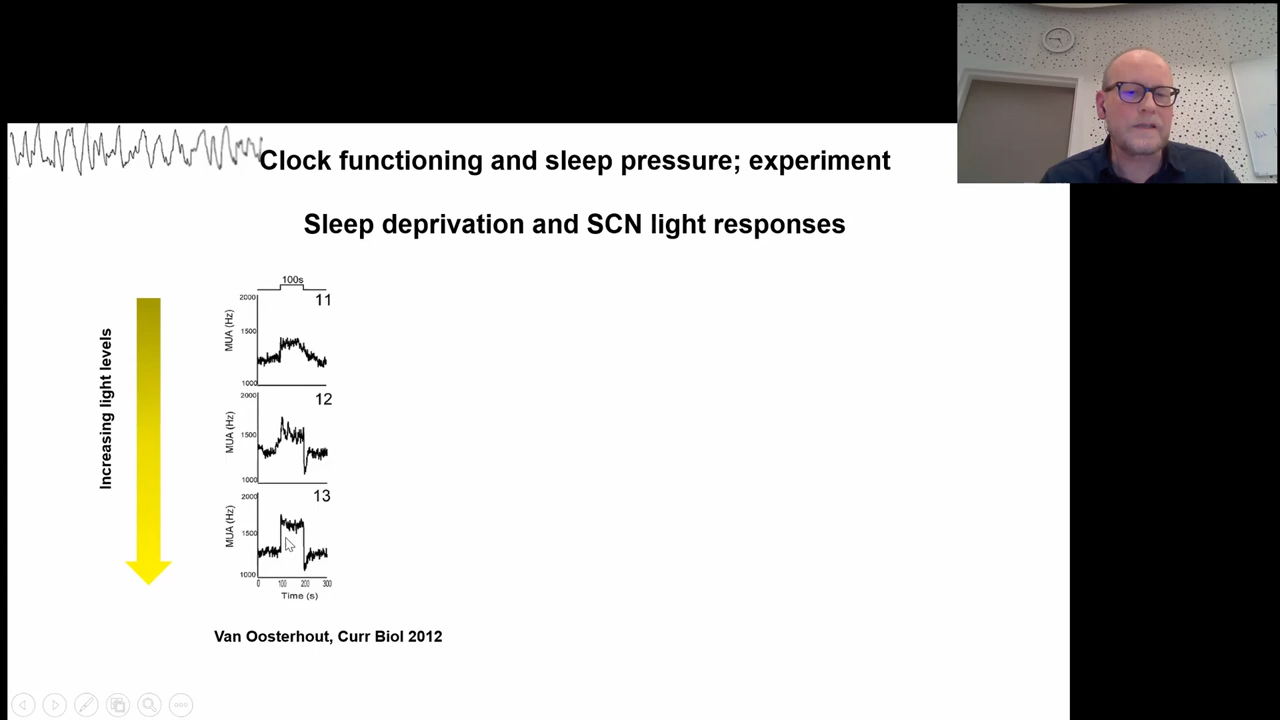 Clock functioning and sleep pressure; experiment
Sleep deprivation and SCN light responses
Increasing light levels
100s
11
2000
1500
1000
MUA (Hz)
12
2000
1500
1000
MUA (Hz)
13
2000
1500
1000
MUA (Hz)
0 100 200 300
Time (s)
Van Oosterhout, Curr Biol 2012